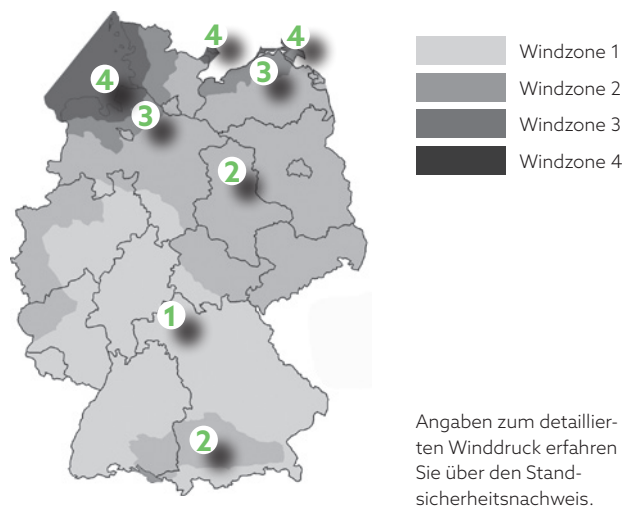 4
4
4
3
3
2
1
2
Windzone 1
Windzone 2
Windzone 3
Windzone 4
Angaben zum detaillier-
ten Winddruck erfahren
Sie über den Stand-
sicherheitsnachweis.